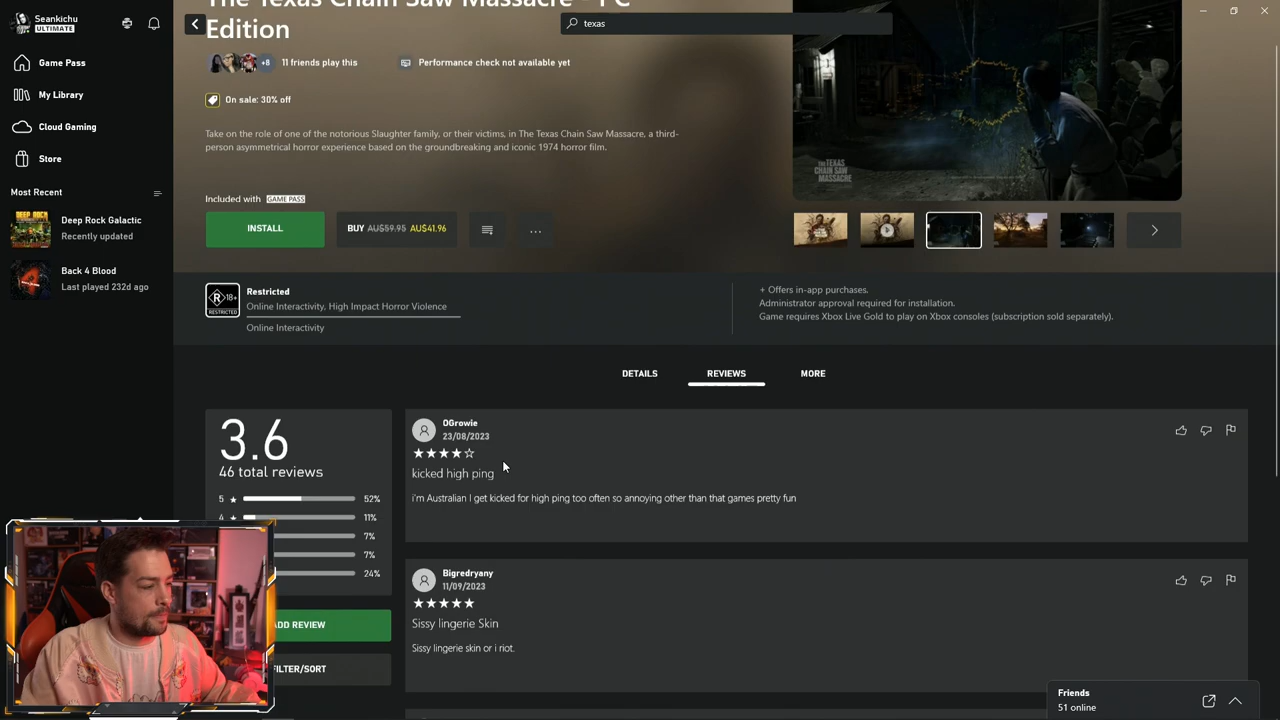 Seankichu
ULTIMATE
Game Pass
My Library
Cloud Gaming
Store
Most Recent
Deep Rock Galactic
Recently updated
Back 4 Blood
Last played 232d ago
texas
The Texas Chain Saw Massacre - PC
Edition
+8
11 friends play this
Performance check not available yet
On sale: 30% off
Take on the role of one of the notorious Slaughter family, or their victims, in The Texas Chain Saw Massacre, a third-
person asymmetrical horror experience based on the groundbreaking and iconic 1974 horror film.
Included with GAME PASS
INSTALL
BUY AU$59.95 AU$41.96
...
THE TEXAS
CHAIN SAW
MASSACRE
R 18+
RESTRICTED
Restricted
Online Interactivity, High Impact Horror Violence
Online Interactivity
+ Offers in-app purchases.
Administrator approval required for installation.
Game requires Xbox Live Gold to play on Xbox consoles (subscription sold separately).
DETAILS
REVIEWS
MORE
3.6
46 total reviews
5 ★ 52%
4 ★ 11%
7%
7%
24%
ADD REVIEW
FILTER/SORT
OGrowie
23/08/2023
kicked high ping
i'm Australian I get kicked for high ping too often so annoying other than that games pretty fun
Bigredryany
11/09/2023
Sissy lingerie Skin
Sissy lingerie skin or i riot.
Friends
51 online